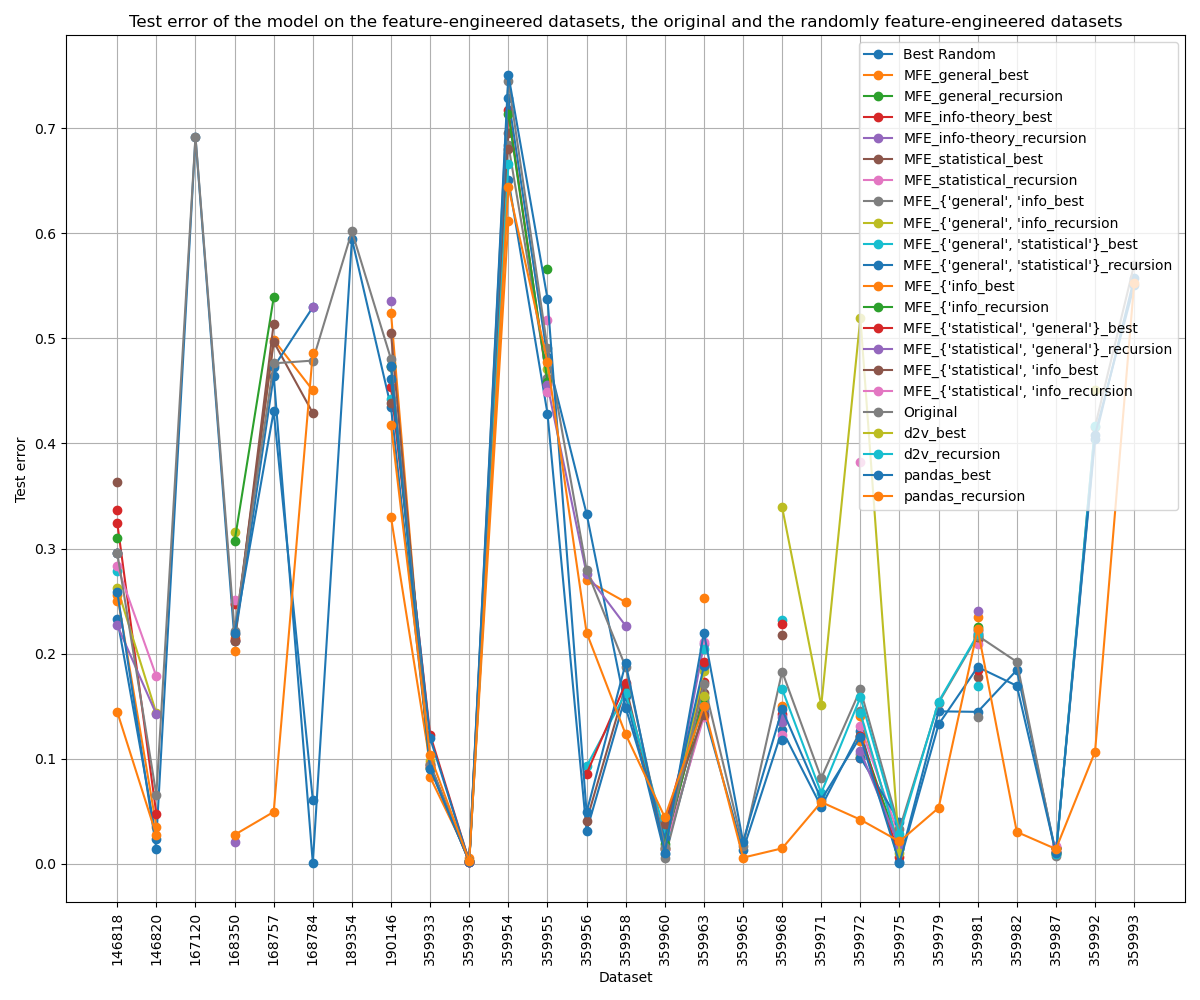 Test error of the model on the feature-engineered datasets, the original and the randomly feature-engineered datasets
Best Random
MFE_general_best
MFE_general_recursion
MFE_info-theory_best
MFE_info-theory_recursion
MFE_statistical_best
MFE_statistical_recursion
MFE_{'general', 'info_best
MFE_{'general', 'info_recursion
MFE_{'general', 'statistical'}_best
MFE_{'general', 'statistical'}_recursion
MFE_{'info_best
MFE_{'info_recursion
MFE_{'statistical', 'general'}_best
MFE_{'statistical', 'general'}_recursion
MFE_{'statistical', 'info_best
MFE_{'statistical', 'info_recursion
Original
d2v_best
d2v_recursion
pandas_best
pandas_recursion
Test error
0.7
0.6
0.5
0.4
0.3
0.2
0.1
0.0
146818
146820
167120
168350
168757
168784
189354
190146
359933
359936
359954
359955
359956
359958
359960
359963
359965
359968
359971
359972
359975
359979
359981
359982
359987
359992
359993
Dataset